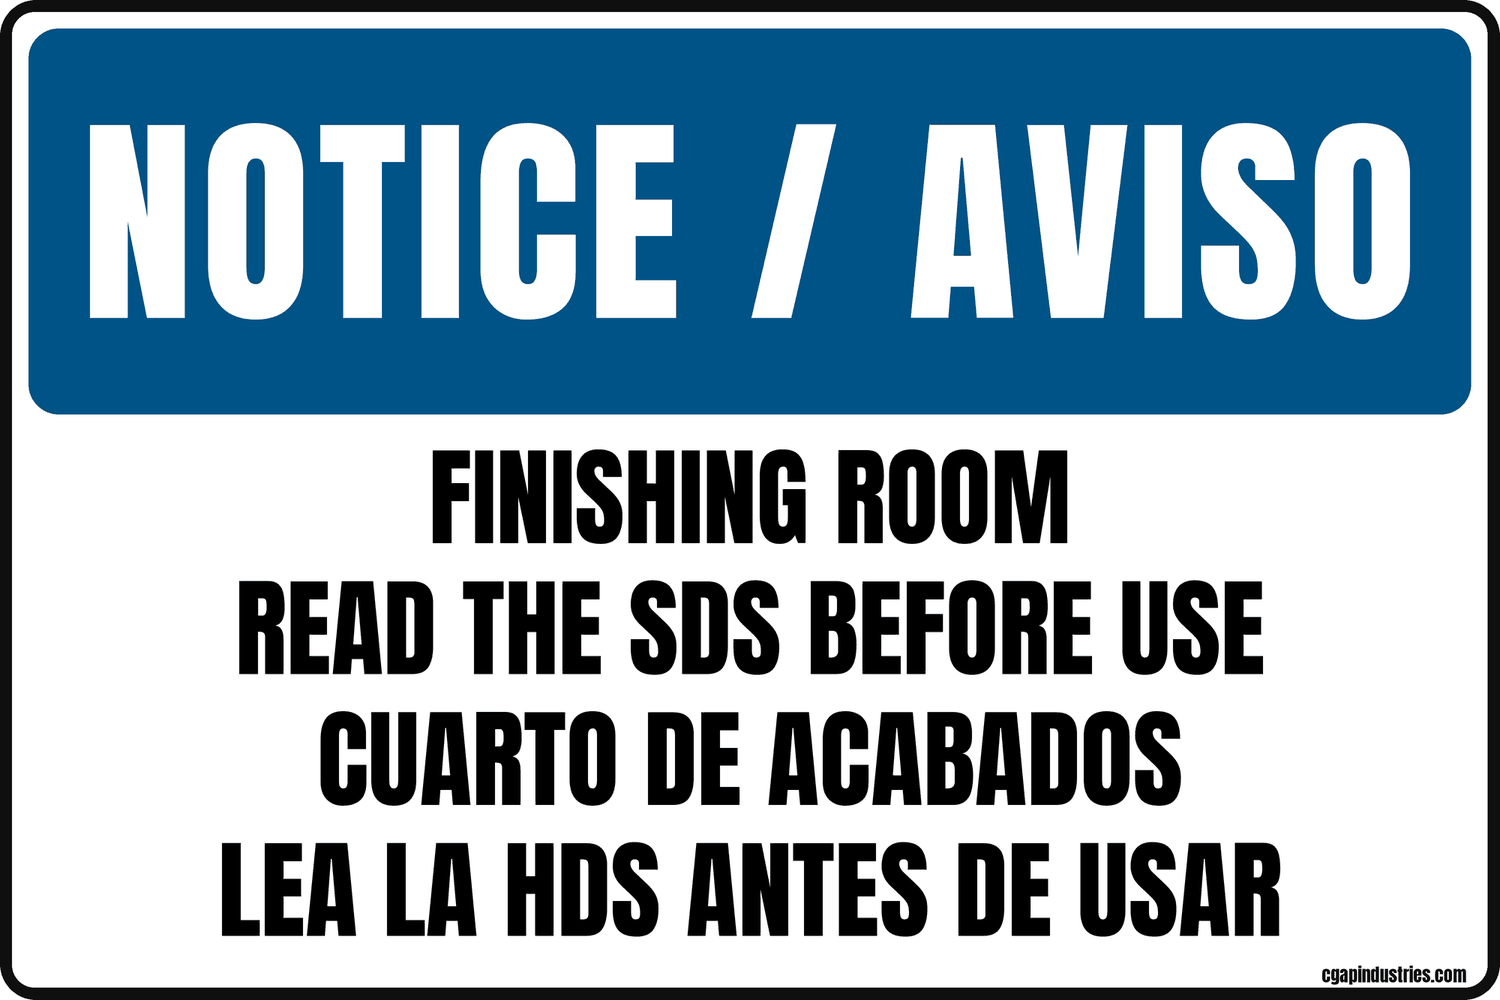 NOTICE / AVISO
FINISHING ROOM
READ THE SDS BEFORE USE
CUARTO DE ACABADOS
LEA LA HDS ANTES DE USAR
cgapindustries.com